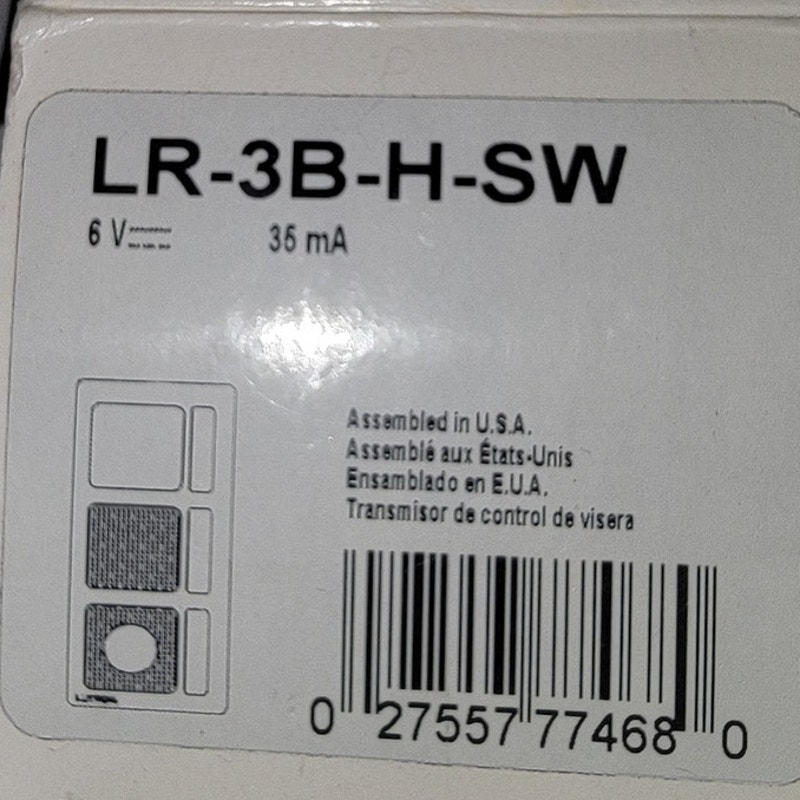 LR-3B-H-SW
6 V 35 mA
Assembled in U.S.A.
Assemblé aux États-Unis
Ensamblado en E.U.A.
Transmisor de control de visera
0 27557 77468 0